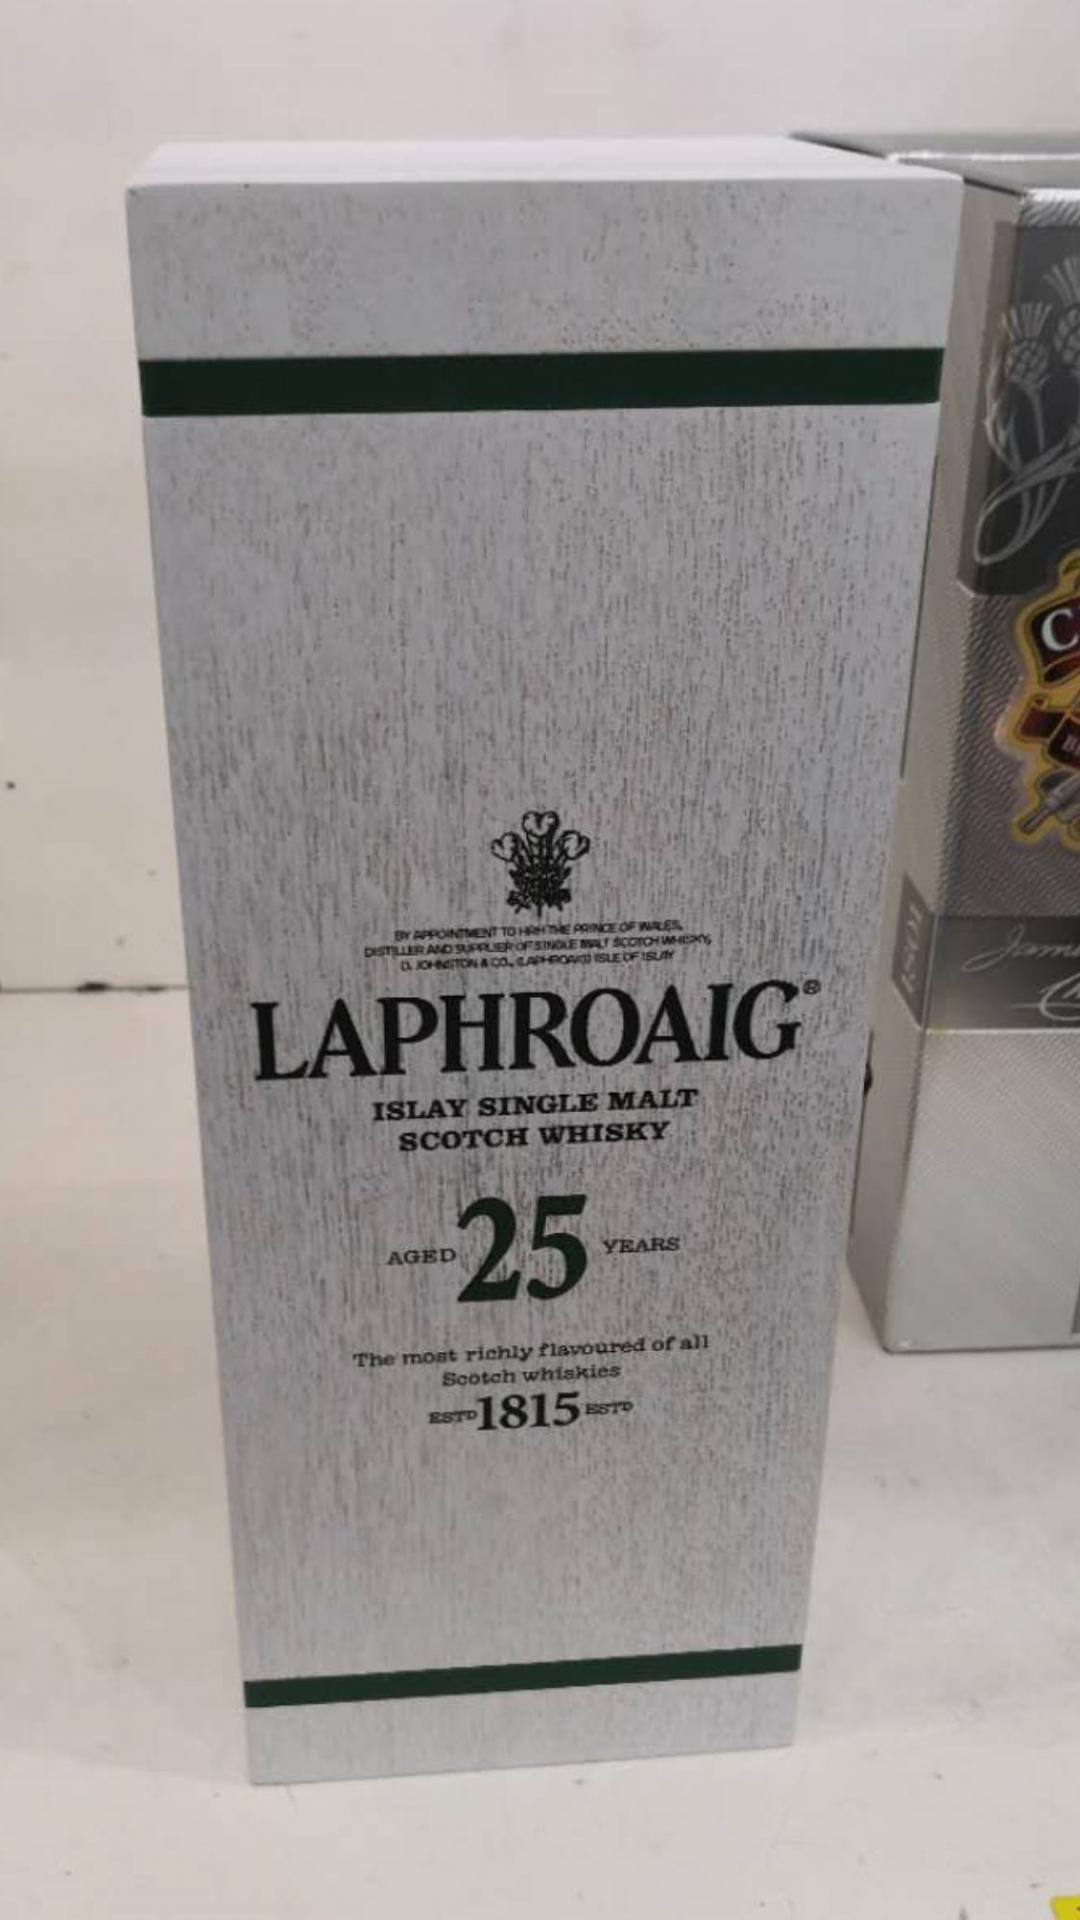 BY APPOINTMENT TO HRH THE PRINCE OF WALES,
DISTILLER AND SUPPLIER OF SINGLE MALT SCOTCH WHISKY,
D. JOHNSTON & CO., (LAPHROAIG) ISLE OF ISLAY
LAPHROAIG®
ISLAY SINGLE MALT
SCOTCH WHISKY
AGED 25 YEARS
The most richly flavoured of all
Scotch whiskies
ESTD 1815 ESTD
1801